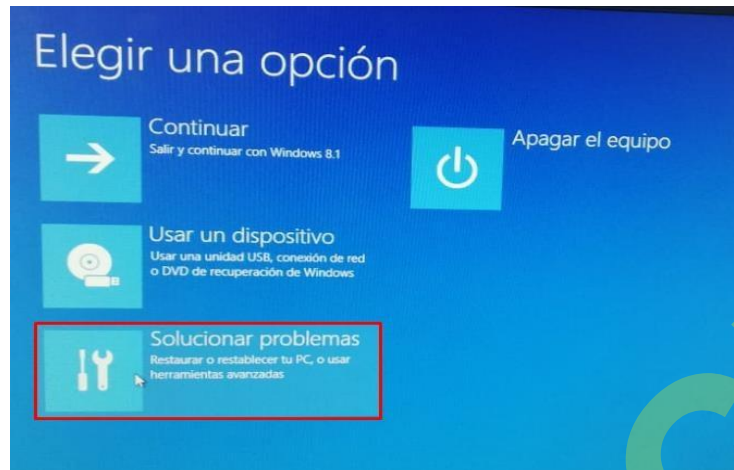 Elegir una opción
Continuar
Salir y continuar con Windows 8.1
Apagar el equipo
Usar un dispositivo
Usar una unidad USB, conexión de red
o DVD de recuperación de Windows
Solucionar problemas
Restaurar o restablecer tu PC, o usar
herramientas avanzadas